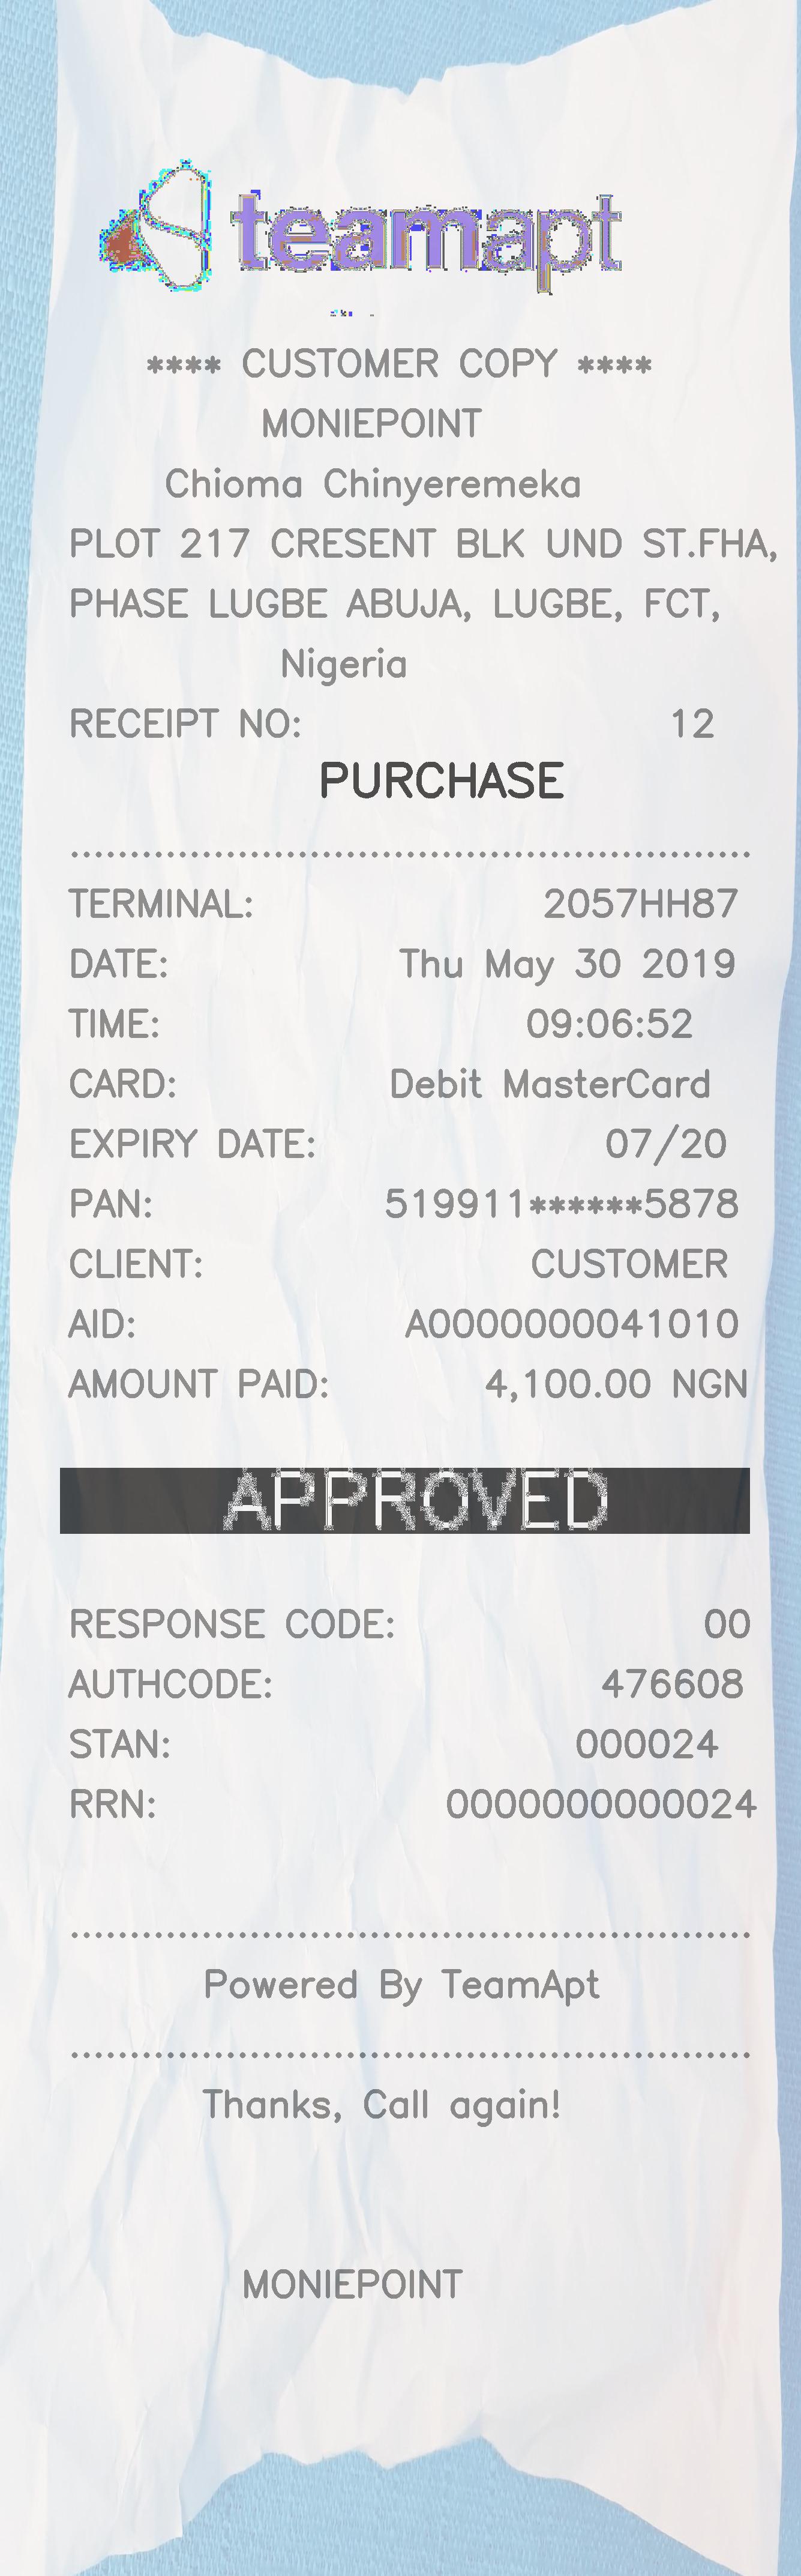 teamapt
**** CUSTOMER COPY ****
MONIEPOINT
Chioma Chinyeremeka
PLOT 217 CRESENT BLK UND ST.FHA,
PHASE LUGBE ABUJA, LUGBE, FCT,
Nigeria
RECEIPT NO: 12
PURCHASE
TERMINAL: 2057HH87
DATE: Thu May 30 2019
TIME: 09:06:52
CARD: Debit MasterCard
EXPIRY DATE: 07/20
PAN: 519911******5878
CLIENT: CUSTOMER
AID: A0000000041010
AMOUNT PAID: 4,100.00 NGN
APPROVED
RESPONSE CODE: 00
AUTHCODE: 476608
STAN: 000024
RRN: 0000000000024
Powered By TeamApt
Thanks, Call again!
MONIEPOINT